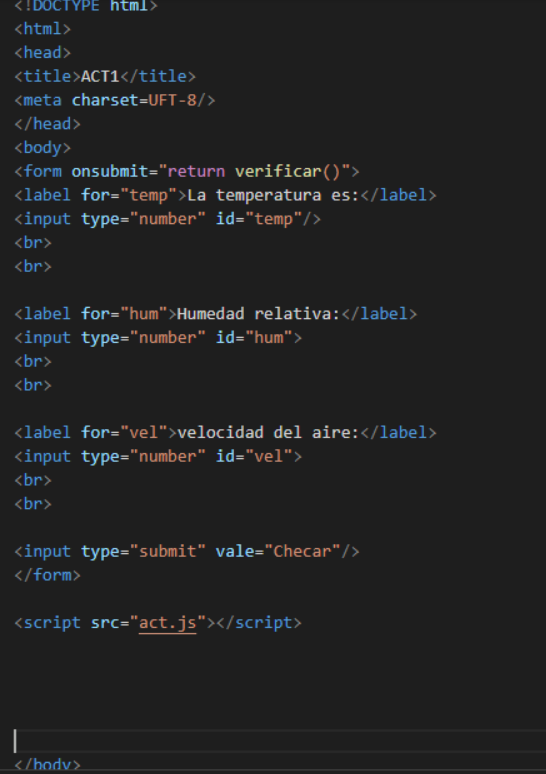 <!DOCTYPE html>
<html>
<head>
<title>ACT1</title>
<meta charset=UFT-8/>
</head>
<body>
<form onsubmit="return verificar()">
<label for="temp">La temperatura es:</label>
<input type="number" id="temp"/>
<br>
<br>
<label for="hum">Humedad relativa:</label>
<input type="number" id="hum">
<br>
<br>
<label for="vel">velocidad del aire:</label>
<input type="number" id="vel">
<br>
<br>
<input type="submit" vale="Checar"/>
</form>
<script src="act.js"></script>
</body>